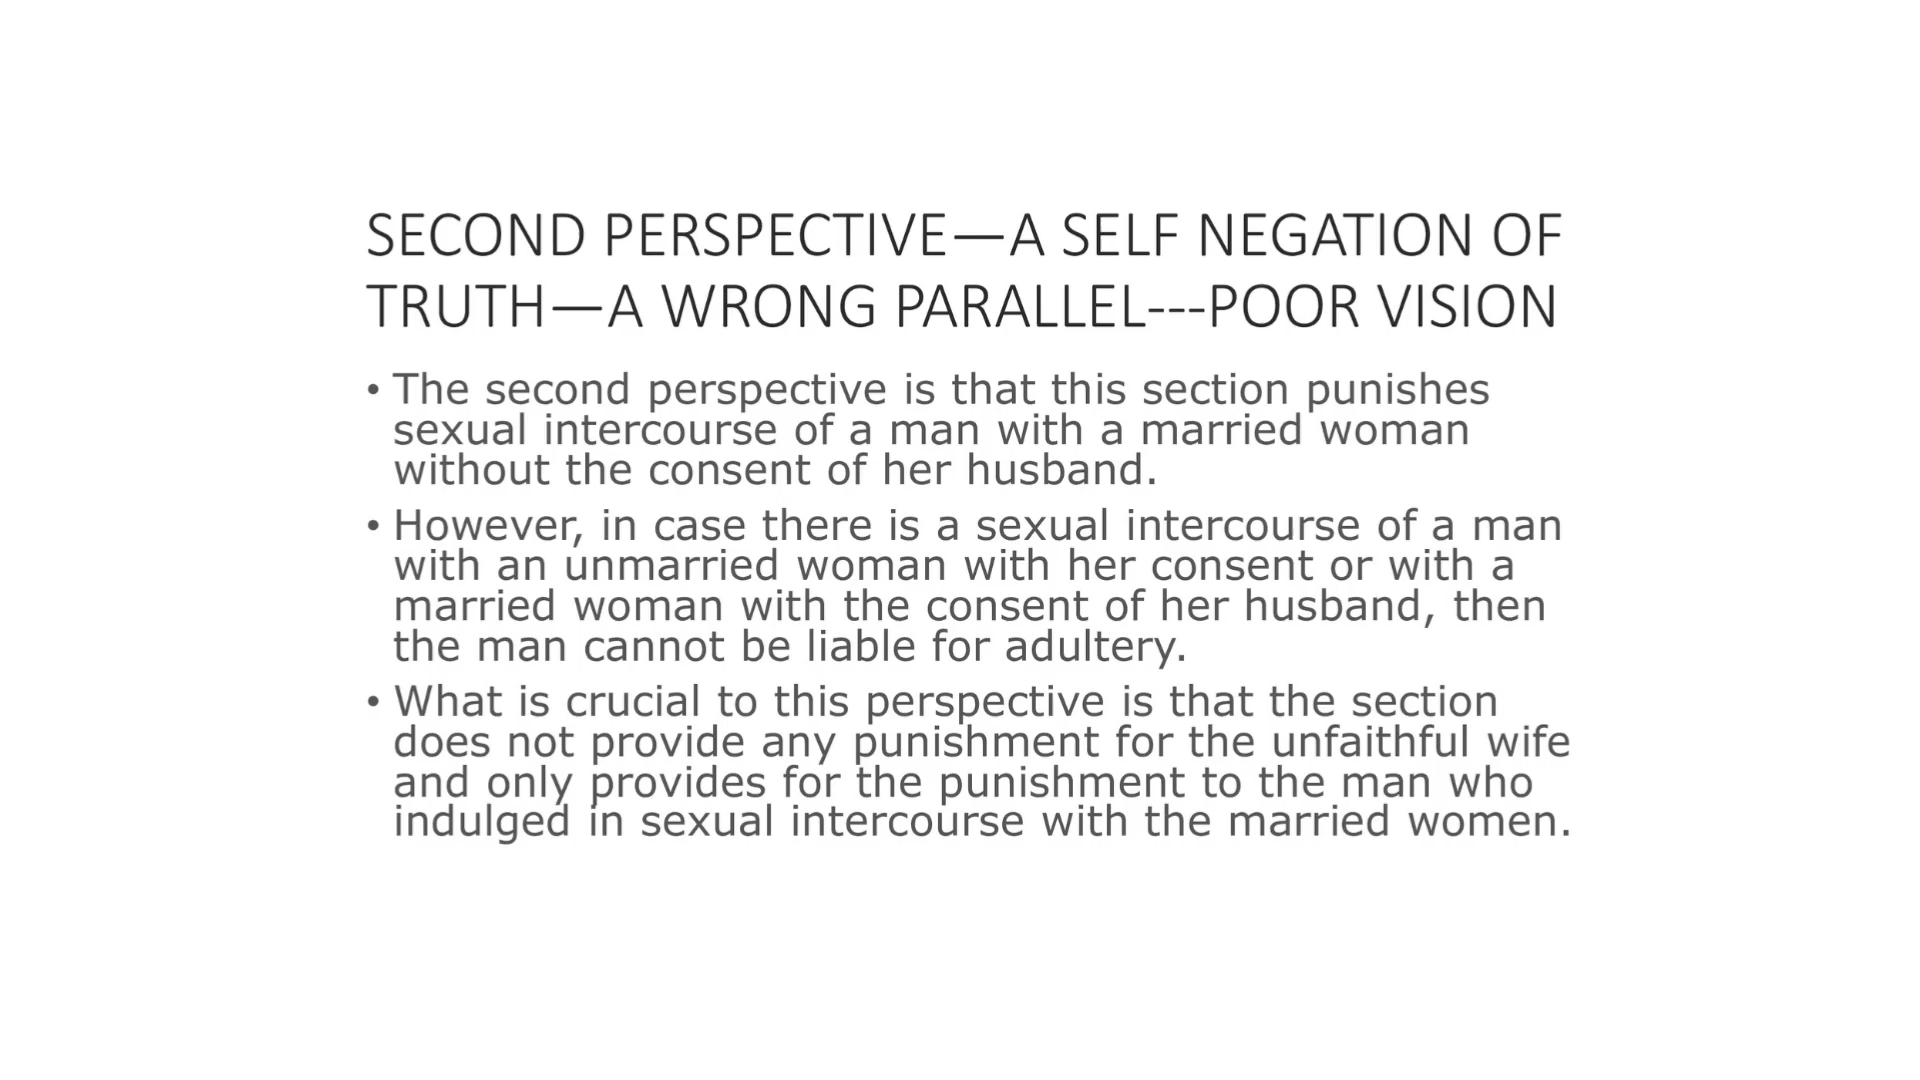 SECOND PERSPECTIVE—A SELF NEGATION OF
TRUTH—A WRONG PARALLEL---POOR VISION
• The second perspective is that this section punishes
sexual intercourse of a man with a married woman
without the consent of her husband.
• However, in case there is a sexual intercourse of a man
with an unmarried woman with her consent or with a
married woman with the consent of her husband, then
the man cannot be liable for adultery.
• What is crucial to this perspective is that the section
does not provide any punishment for the unfaithful wife
and only provides for the punishment to the man who
indulged in sexual intercourse with the married women.